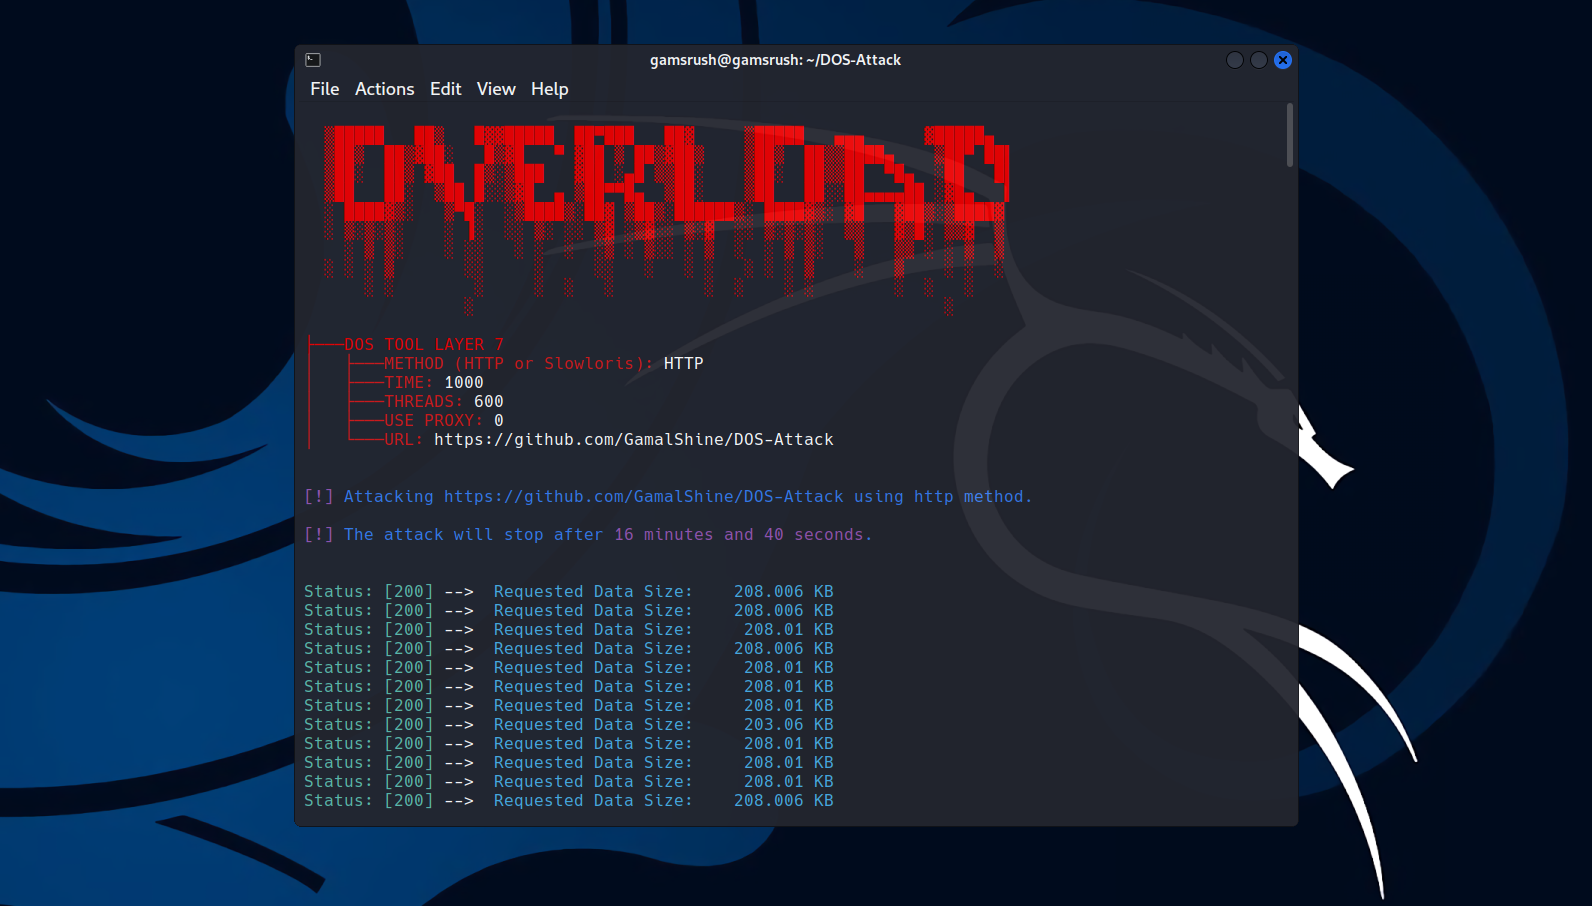 gamsrush@gamsrush: ~/DOS-Attack
File Actions Edit View Help
OVERLOAD
DOS TOOL LAYER 7
METHOD (HTTP or Slowloris): HTTP
TIME: 1000
THREADS: 600
USE PROXY: 0
URL: https://github.com/GamalShine/DOS-Attack
[!] Attacking https://github.com/GamalShine/DOS-Attack using http method.
[!] The attack will stop after 16 minutes and 40 seconds.
Status: [200] --> Requested Data Size: 208.006 KB
Status: [200] --> Requested Data Size: 208.006 KB
Status: [200] --> Requested Data Size: 208.01 KB
Status: [200] --> Requested Data Size: 208.006 KB
Status: [200] --> Requested Data Size: 208.01 KB
Status: [200] --> Requested Data Size: 208.01 KB
Status: [200] --> Requested Data Size: 208.01 KB
Status: [200] --> Requested Data Size: 203.06 KB
Status: [200] --> Requested Data Size: 208.01 KB
Status: [200] --> Requested Data Size: 208.01 KB
Status: [200] --> Requested Data Size: 208.01 KB
Status: [200] --> Requested Data Size: 208.006 KB